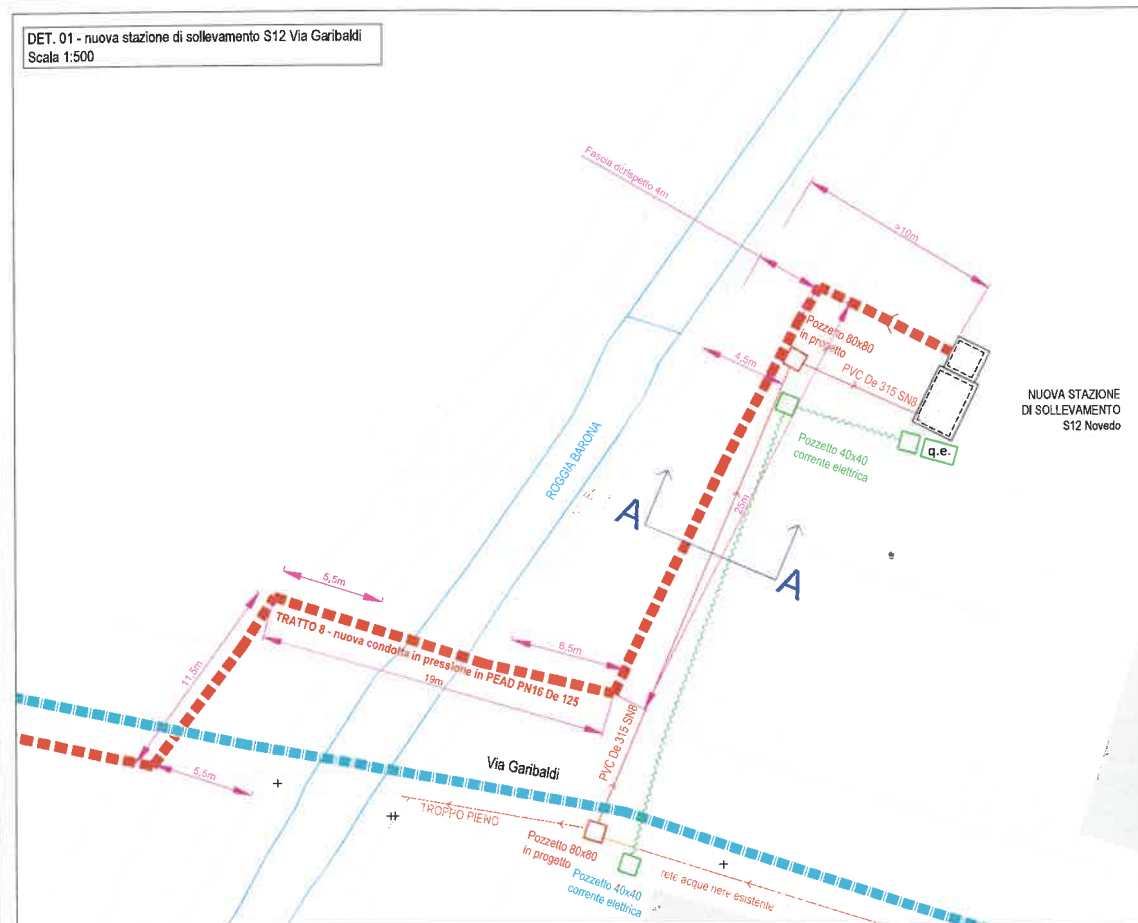 DET. 01 - nuova stazione di sollevamento S12 Via Garibaldi
Scala 1:500
Fascia di rispetto 4m
>10m
Pozzetto 80x80
in progetto
4,5m
PVC De 315 SN8
NUOVA STAZIONE
DI SOLLEVAMENTO
S12 Novedo
Pozzetto 40x40
corrente elettrica
q.e.
ROGGIA BARONA
25m
A
A
5,5m
TRATTO 8 - nuova condotta in pressione in PEAD PN16 De 125
6,5m
19m
11,5m
PVC De 315 SN8
5,5m
Via Garibaldi
TROPPO PIENO
Pozzetto 80x80
in progetto
Pozzetto 40x40
corrente elettrica
rete acque nere esistente